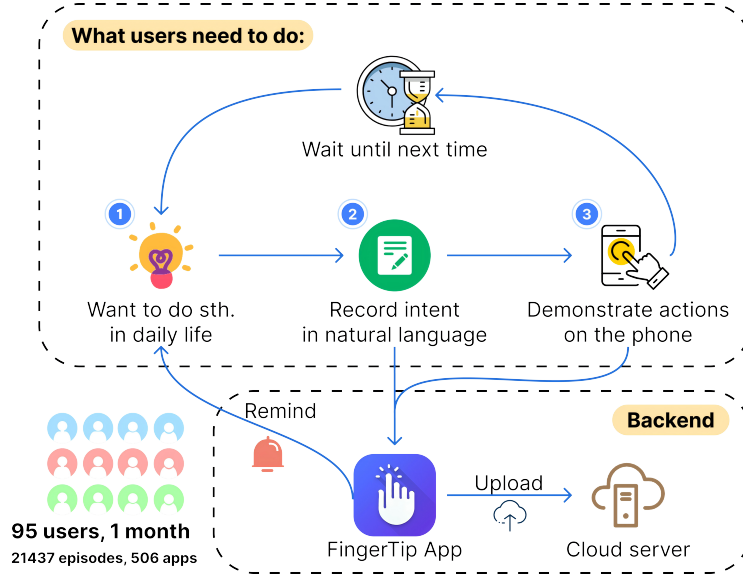 What users need to do:
Wait until next time
1
2
3
Want to do sth.
in daily life
Record intent
in natural language
Demonstrate actions
on the phone
Remind
Backend
Upload
95 users, 1 month
21437 episodes, 506 apps
FingerTip App
Cloud server